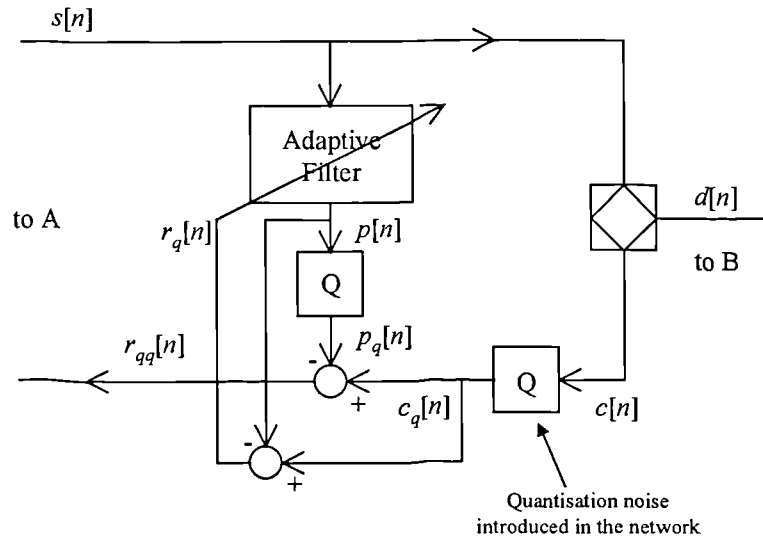 s[n]
Adaptive
Filter
to A
r_q[n]
p[n]
d[n]
to B
Q
p_q[n]
r_qq[n]
-
+
c_q[n]
Q
c[n]
-
+
Quantisation noise
introduced in the network